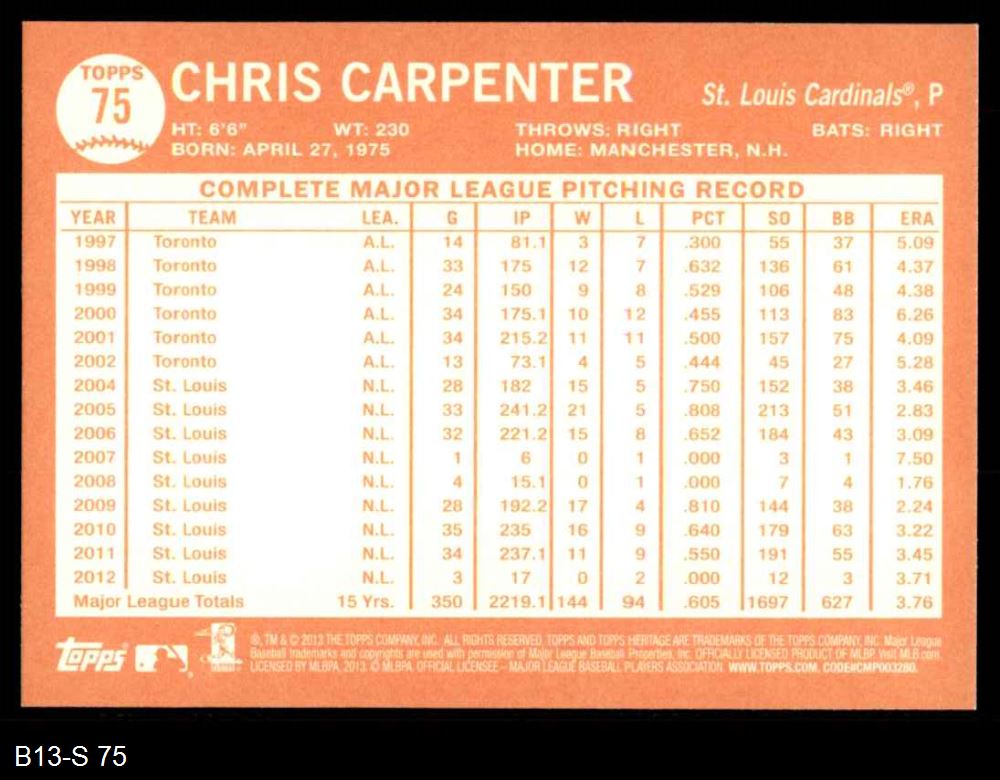 TOPPS
75
CHRIS CARPENTER
St. Louis Cardinals®, P
HT: 6'6" WT: 230 THROWS: RIGHT BATS: RIGHT
BORN: APRIL 27, 1975 HOME: MANCHESTER, N.H.
COMPLETE MAJOR LEAGUE PITCHING RECORD
YEAR TEAM LEA. G IP W L PCT SO BB ERA
1997 Toronto A.L. 14 81.1 3 7 .300 55 37 5.09
1998 Toronto A.L. 33 175 12 7 .632 136 61 4.37
1999 Toronto A.L. 24 150 9 8 .529 106 48 4.38
2000 Toronto A.L. 34 175.1 10 12 .455 113 83 6.26
2001 Toronto A.L. 34 215.2 11 11 .500 157 75 4.09
2002 Toronto A.L. 13 73.1 4 5 .444 45 27 5.28
2004 St. Louis N.L. 28 182 15 5 .750 152 38 3.46
2005 St. Louis N.L. 33 241.2 21 5 .808 213 51 2.83
2006 St. Louis N.L. 32 221.2 15 8 .652 184 43 3.09
2007 St. Louis N.L. 1 6 0 1 .000 3 1 7.50
2008 St. Louis N.L. 4 15.1 0 1 .000 7 4 1.76
2009 St. Louis N.L. 28 192.2 17 4 .810 144 38 2.24
2010 St. Louis N.L. 35 235 16 9 .640 179 63 3.22
2011 St. Louis N.L. 34 237.1 11 9 .550 191 55 3.45
2012 St. Louis N.L. 3 17 0 2 .000 12 3 3.71
Major League Totals 15 Yrs. 350 2219.1 144 94 .605 1697 627 3.76
topps
®, TM & © 2013 THE TOPPS COMPANY, INC. ALL RIGHTS RESERVED. TOPPS AND TOPPS HERITAGE ARE TRADEMARKS OF THE TOPPS COMPANY, INC. Major League
Baseball trademarks and copyrights are used with permission of Major League Baseball Properties, Inc. OFFICIALLY LICENSED PRODUCT OF MLBP. Visit MLB.com.
LICENSED BY MLBPA, 2013. © MLBPA. OFFICIAL LICENSEE – MAJOR LEAGUE BASEBALL PLAYERS ASSOCIATION. WWW.TOPPS.COM. CODE#CMP003280.
B13-S 75